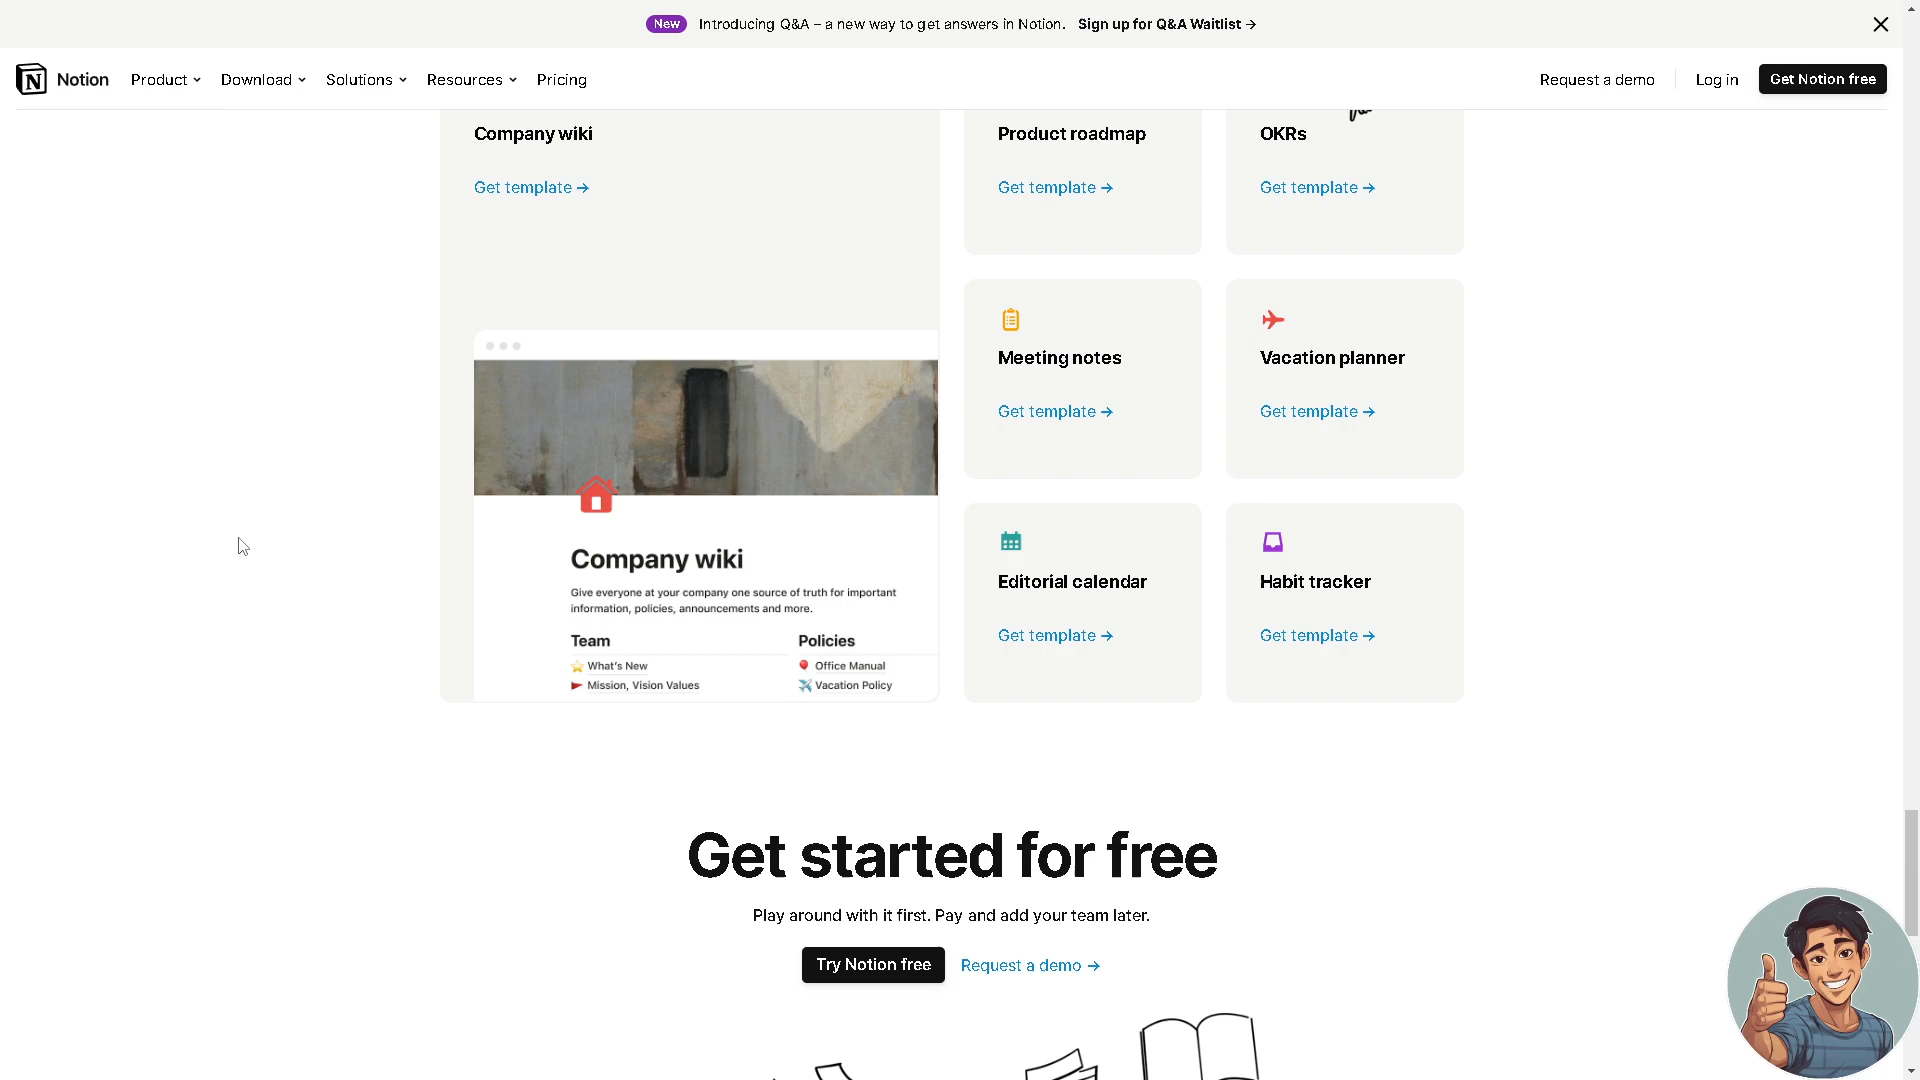 New Introducing Q&A – a new way to get answers in Notion. Sign up for Q&A Waitlist →
Notion Product Download Solutions Resources Pricing Request a demo Log in Get Notion free
Company wiki
Get template →
Product roadmap
Get template →
OKRs
Get template →
Meeting notes
Get template →
Vacation planner
Get template →
Company wiki
Give everyone at your company one source of truth for important
information, policies, announcements and more.
Team
What's New
Mission, Vision Values
Policies
Office Manual
Vacation Policy
Editorial calendar
Get template →
Habit tracker
Get template →
Get started for free
Play around with it first. Pay and add your team later.
Try Notion free Request a demo →